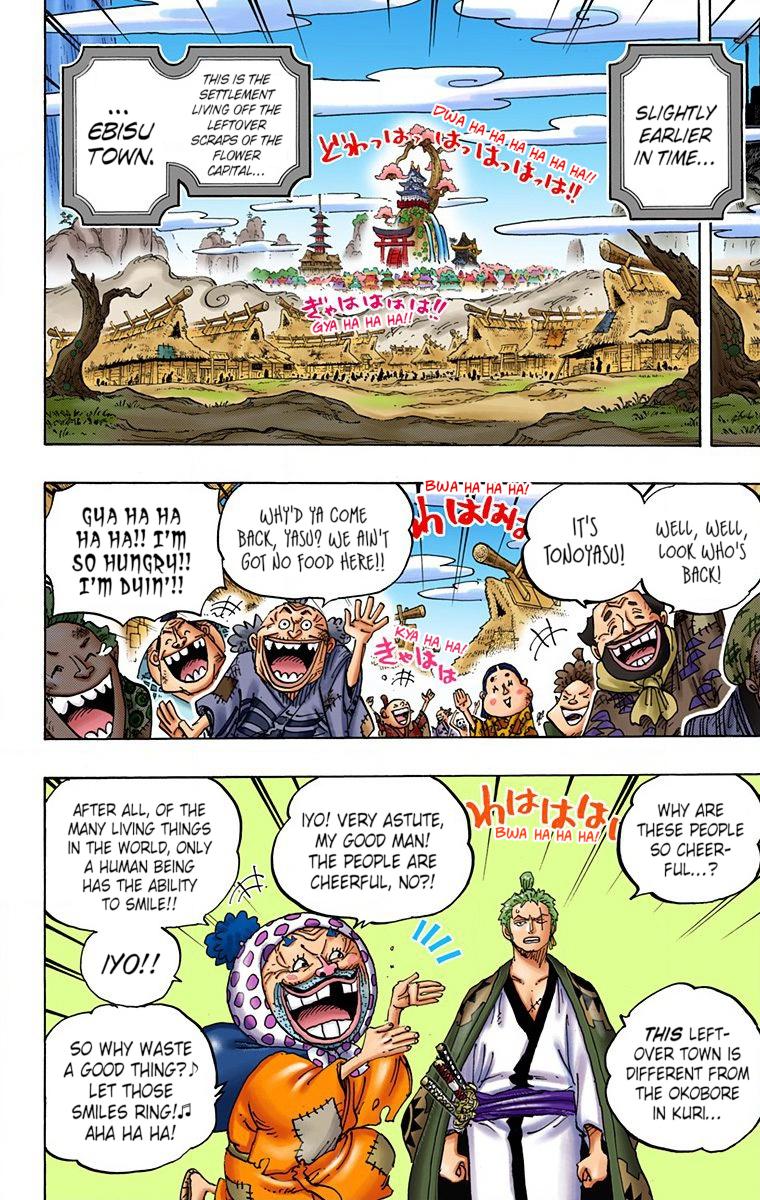 SLIGHTLY
EARLIER
IN TIME...
THIS IS THE
SETTLEMENT
LIVING OFF THE
LEFTOVER
SCRAPS OF THE
FLOWER
CAPITAL...
...
EBISU
TOWN.
DWA HA-HA HA HA HA HA!!
どわっはっはっはっはっは!!
ぎゃはははは!!
GYA HA HA HA!!
WELL, WELL,
LOOK WHO'S
BACK!
IT'S
TONOYASU!
BWA HA HA HA!
わははは
KYA HA HA!
きゃはは
WHY'D YA COME
BACK, YASU? WE AIN'T
GOT NO FOOD HERE!!
GYA HA HA
HA HA!! I'M
SO HUNGRY!!
I'M DYIN'!!
WHY ARE
THESE PEOPLE
SO CHEER-
FUL...?
わはははは
BWA HA HA HA!
IYO! VERY ASTUTE,
MY GOOD MAN!
THE PEOPLE ARE
CHEERFUL, NO?!
AFTER ALL, OF THE
MANY LIVING THINGS
IN THE WORLD, ONLY
A HUMAN BEING
HAS THE ABILITY
TO SMILE!!
IYO!!
THIS LEFT-
OVER TOWN IS
DIFFERENT FROM
THE OKOBORE
IN KURI...
SO WHY WASTE
A GOOD THING?♪
LET THOSE
SMILES RING!♫
AHA HA HA!